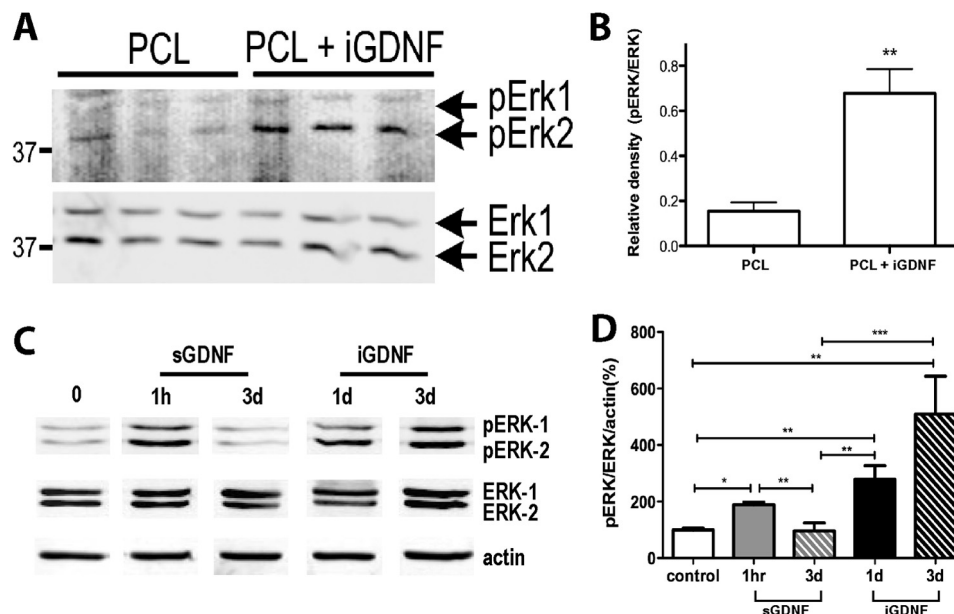 A
PCL
PCL + iGDNF
pErk1
pErk2
37
Erk1
37
Erk2
B
Relative density (pERK/ERK)
0.8
0.6
0.4
0.2
0.0
**
PCL
PCL + iGDNF
C
sGDNF
iGDNF
0
1h
3d
1d
3d
pERK-1
pERK-2
ERK-1
ERK-2
actin
D
pERK/ERK/actin(%)
800
600
400
200
0
***
**
**
**
*
**
control
1hr
3d
1d
3d
sGDNF
iGDNF